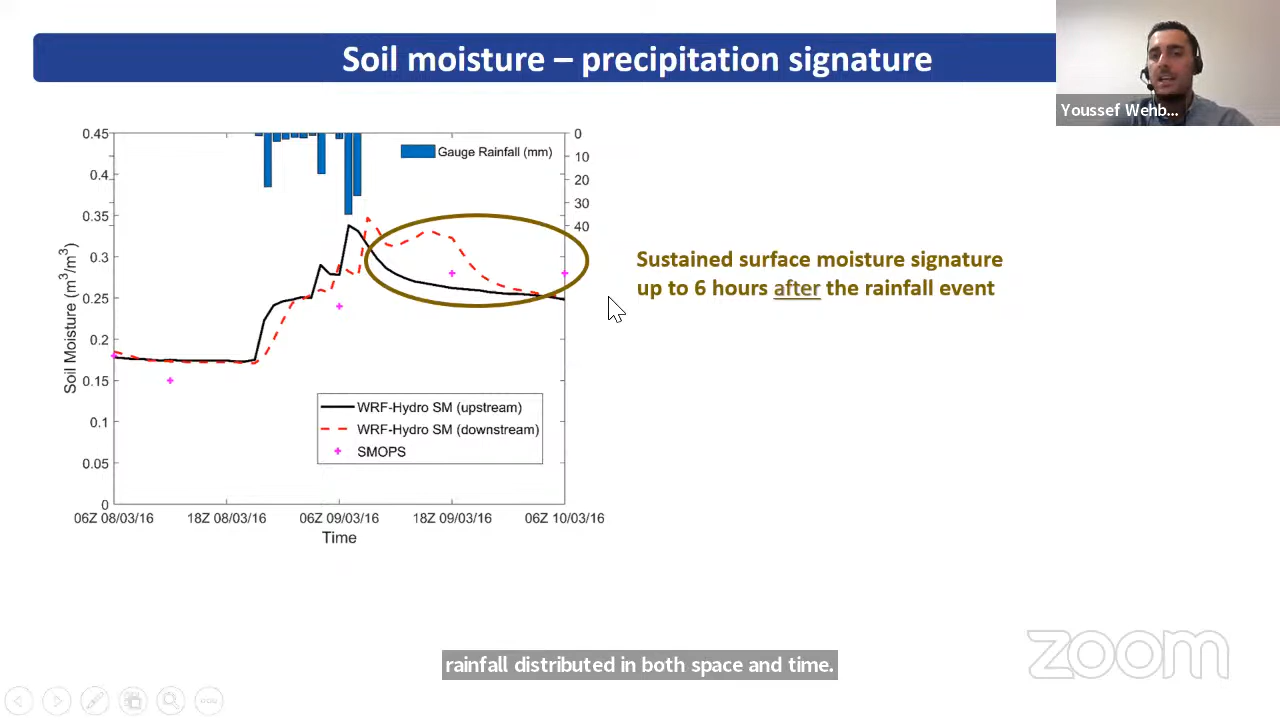 Soil moisture – precipitation signature
Youssef Wehb...
0.45
0.4
0.35
0.3
0.25
0.2
0.15
0.1
0.05
0
Soil Moisture (m³/m³)
0
10
20
30
40
Gauge Rainfall (mm)
Sustained surface moisture signature
up to 6 hours after the rainfall event
WRF-Hydro SM (upstream)
WRF-Hydro SM (downstream)
SMOPS
06Z 08/03/16
18Z 08/03/16
06Z 09/03/16
18Z 09/03/16
06Z 10/03/16
Time
zoom
rainfall distributed in both space and time.